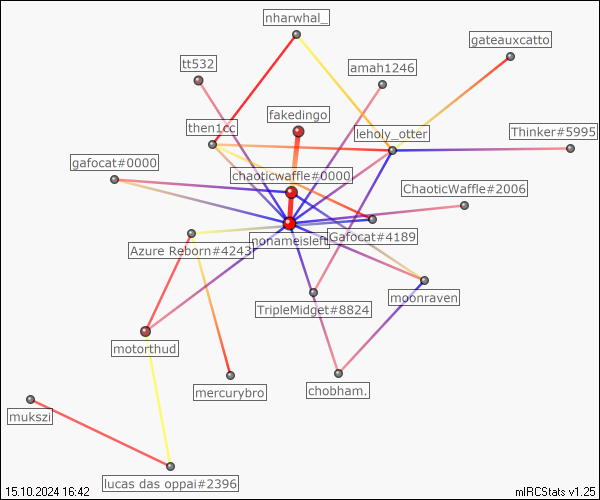 nharwhal_
gateauxcatto
tt532
amah1246
fakedingo
then1cc
leholy_otter
Thinker#5995
gafocat#0000
chaoticwaffle#0000
ChaoticWaffle#2006
Azure Reborn#4243
nonameisleft
Gafocat#4189
moonraven
TripleMidget#8824
motorthud
mercurybro
chobham.
mukszi
lucas das oppai#2396
15.10.2024 16:42
mIRCStats v1.25